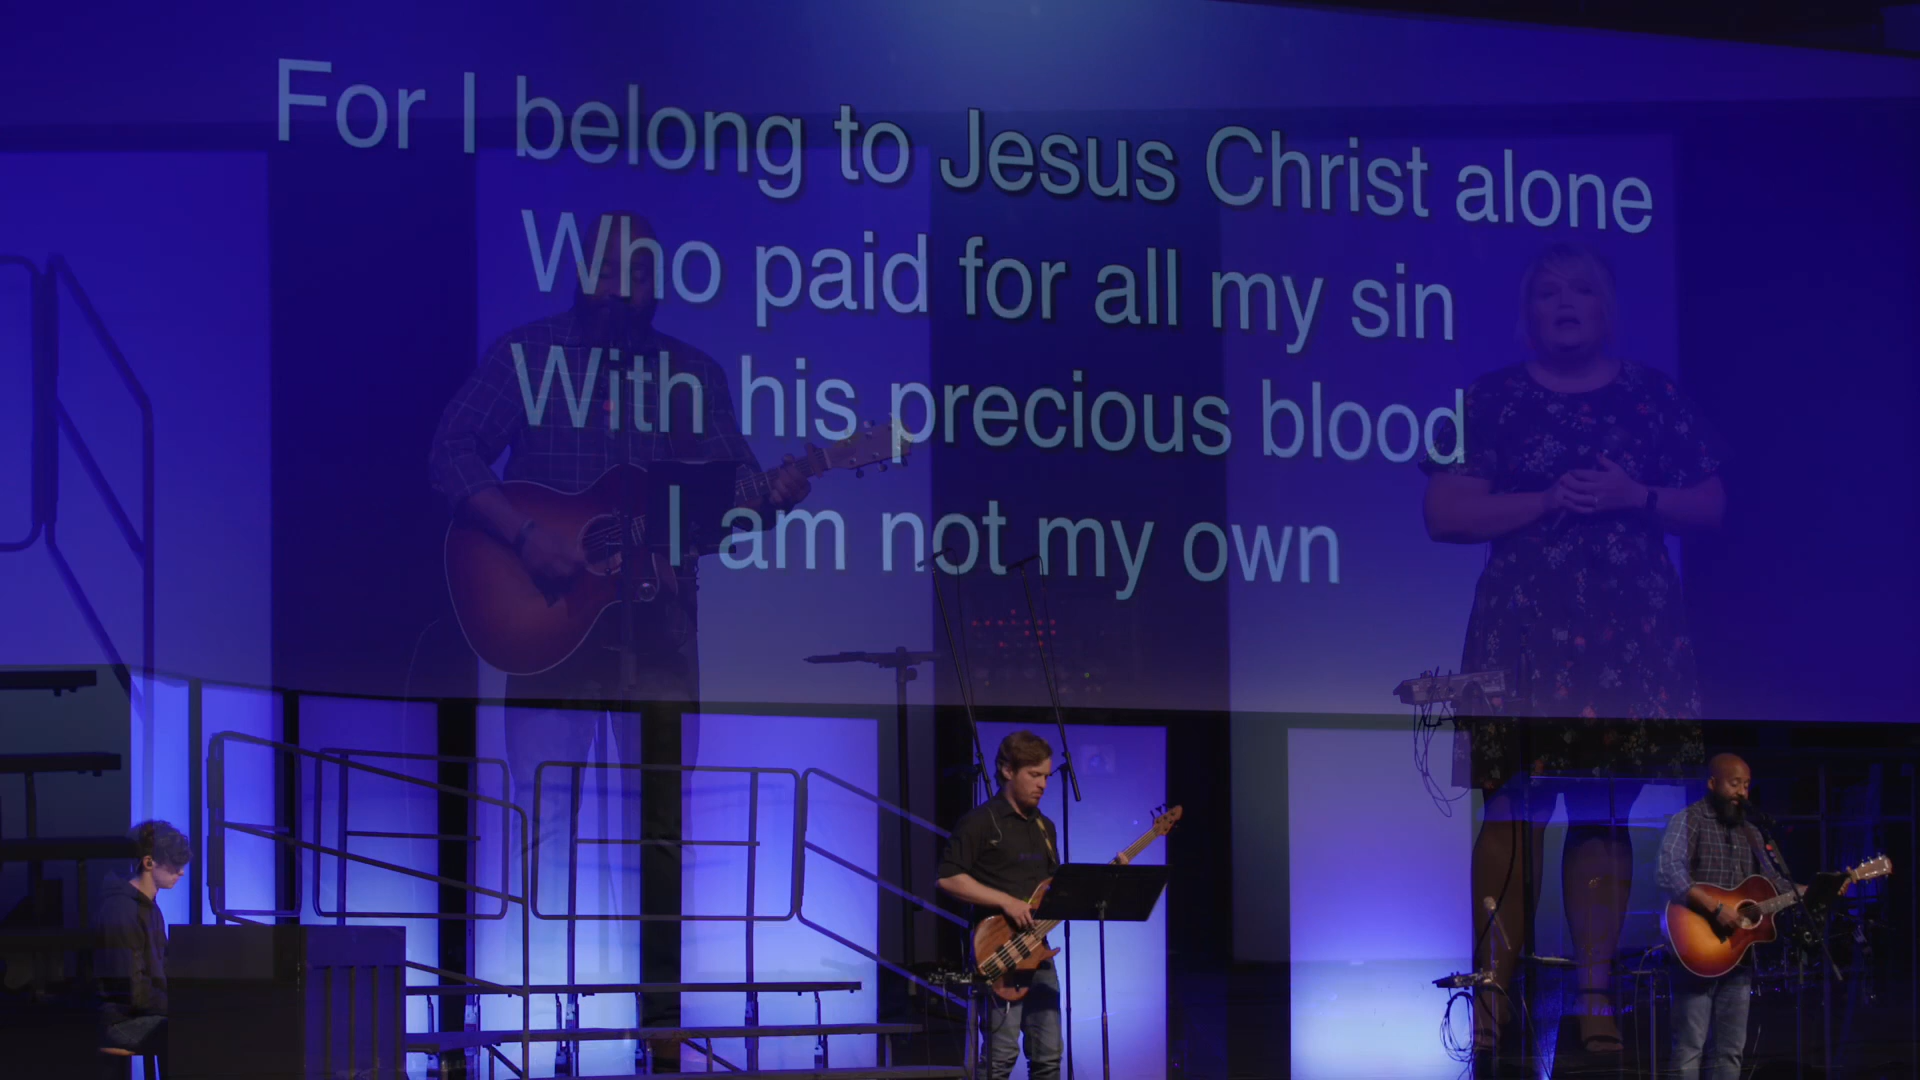 For I belong to Jesus Christ alone
Who paid for all my sin
With his precious blood
I am not my own